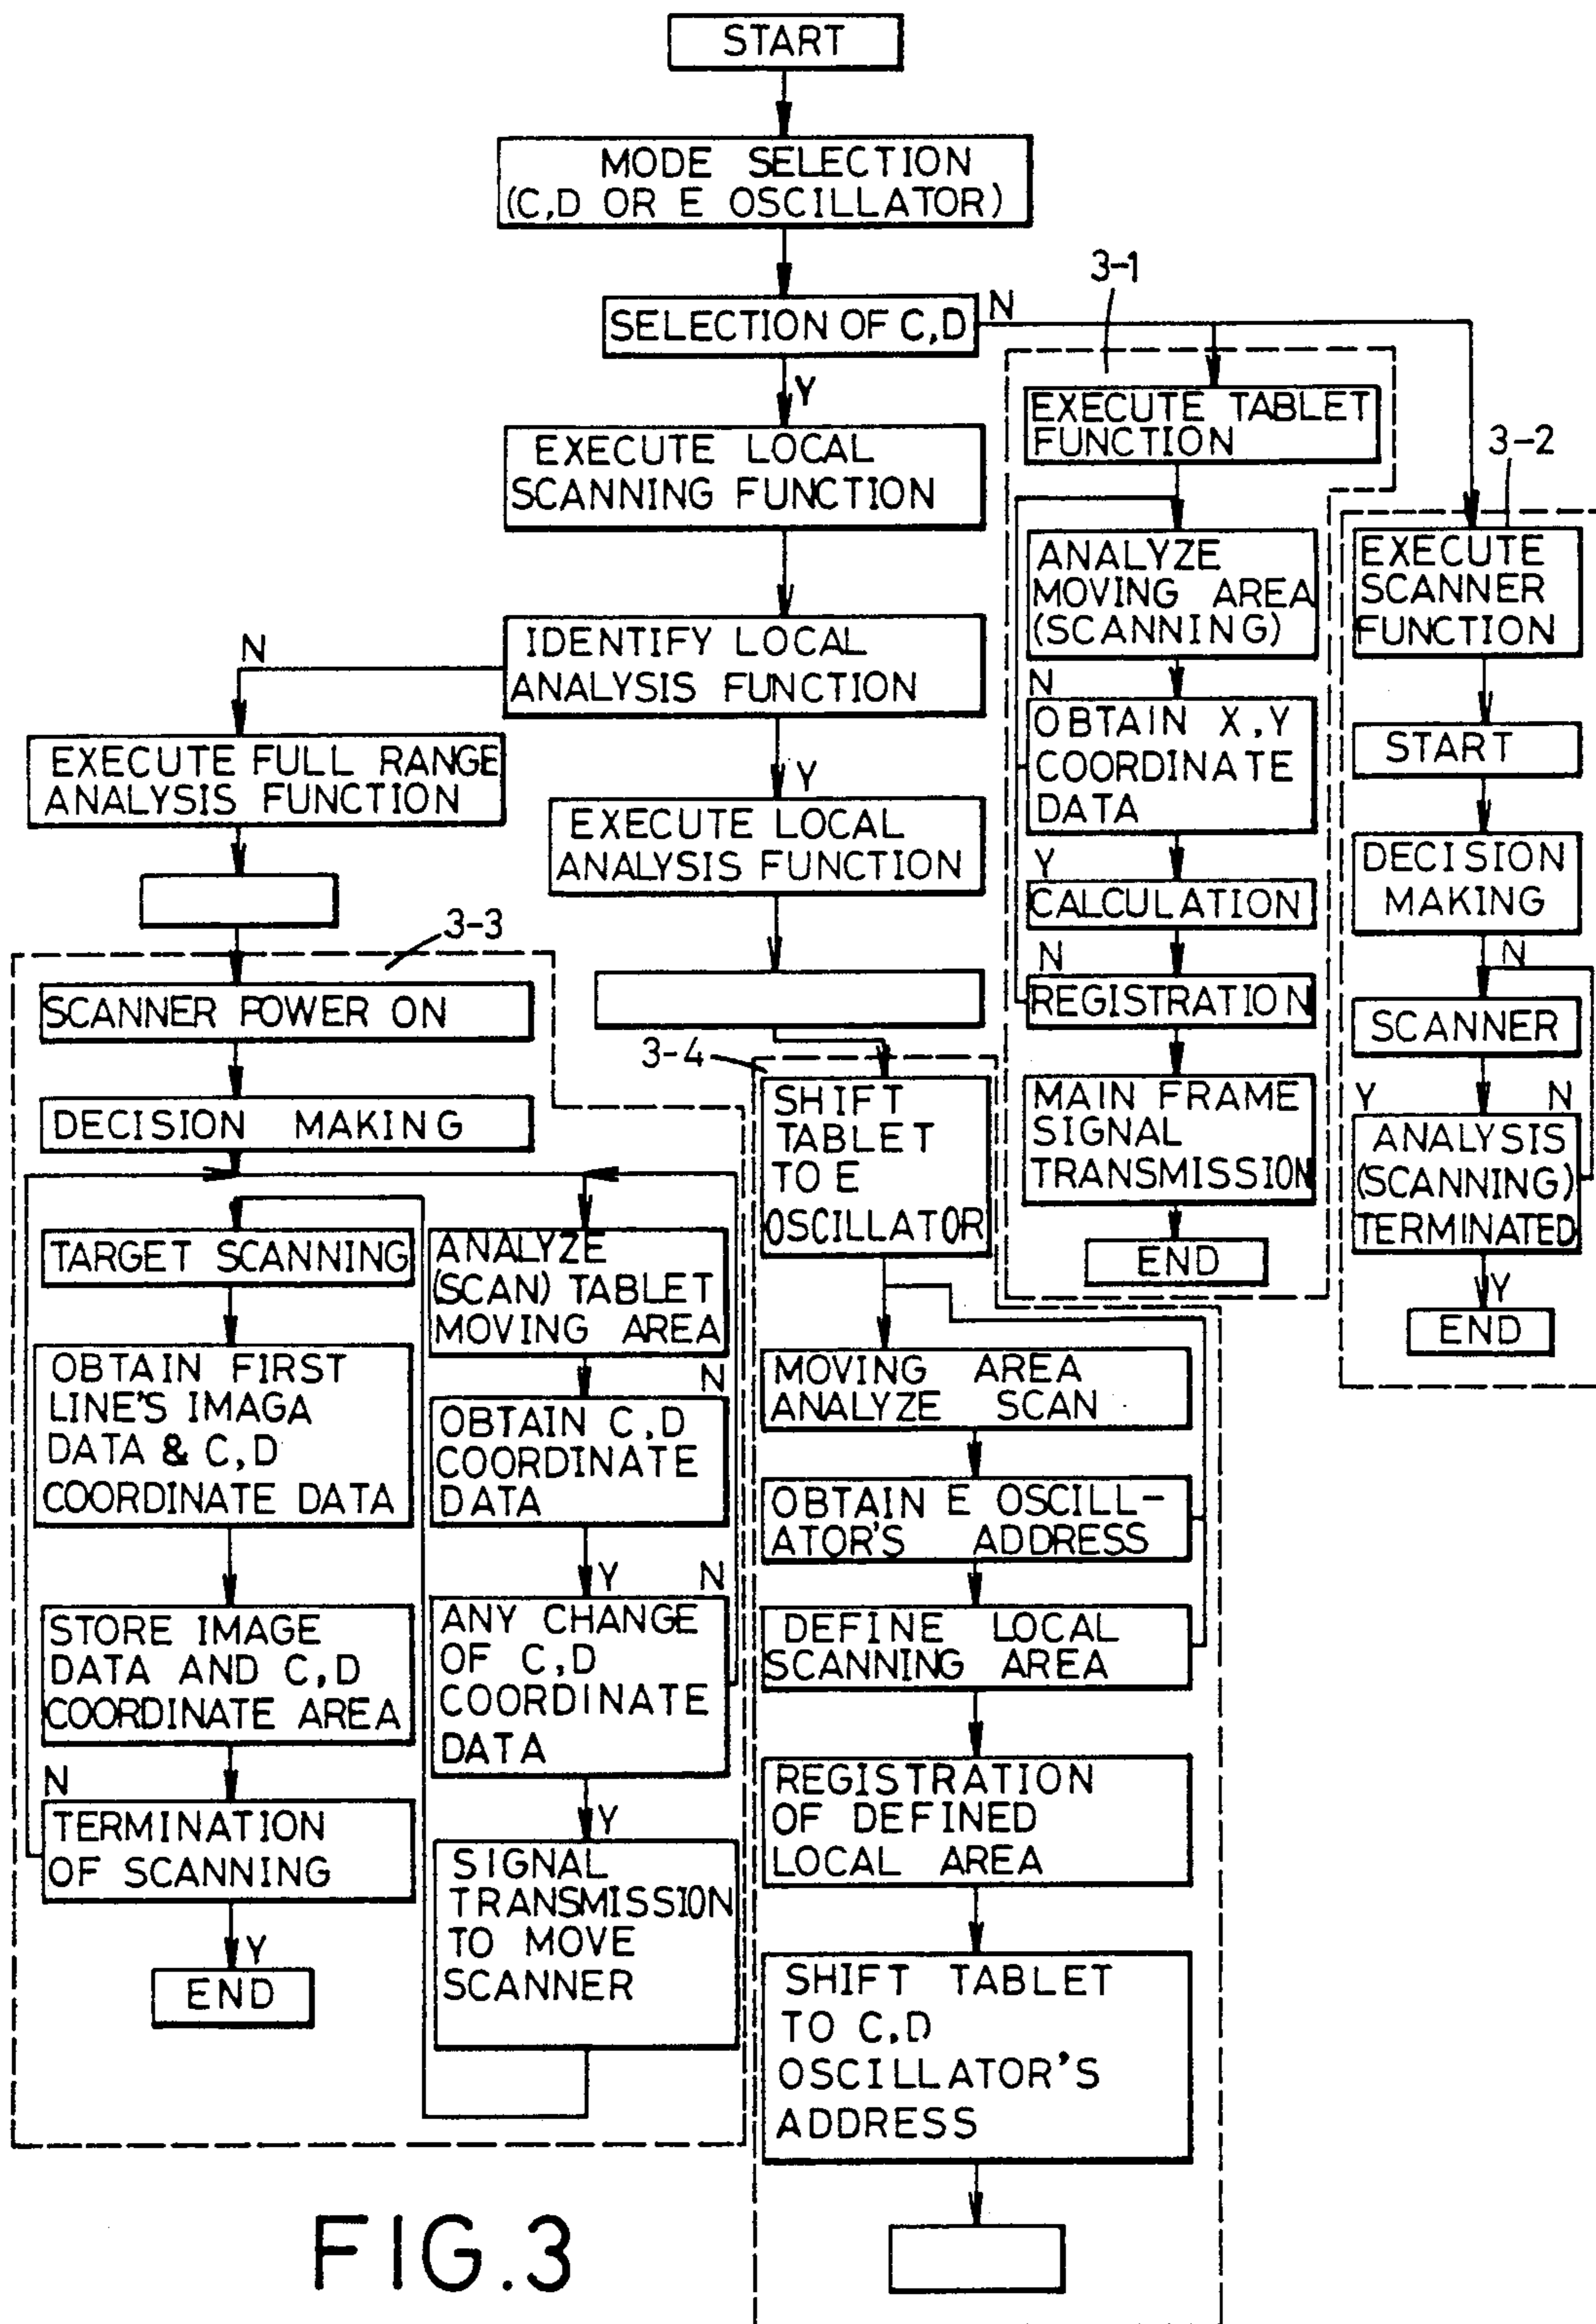 START
MODE SELECTION
(C,D OR E OSCILLATOR)
SELECTION OF C,D
N
Y
3-1
EXECUTE LOCAL
SCANNING FUNCTION
IDENTIFY LOCAL
ANALYSIS FUNCTION
N
Y
EXECUTE FULL RANGE
ANALYSIS FUNCTION
EXECUTE LOCAL
ANALYSIS FUNCTION
EXECUTE TABLET
FUNCTION
ANALYZE
MOVING AREA
(SCANNING)
N
OBTAIN X,Y
COORDINATE
DATA
Y
CALCULATION
N
REGISTRATION
MAIN FRAME
SIGNAL
TRANSMISSION
END
3-2
EXECUTE
SCANNER
FUNCTION
START
DECISION
MAKING
N
SCANNER
Y N
ANALYSIS
(SCANNING)
TERMINATED
Y
END
3-3
SCANNER POWER ON
DECISION MAKING
TARGET SCANNING
OBTAIN FIRST
LINE'S IMAGA
DATA & C,D
COORDINATE DATA
STORE IMAGE
DATA AND C,D
COORDINATE AREA
N
TERMINATION
OF SCANNING
Y
END
ANALYZE
(SCAN) TABLET
MOVING AREA
N
OBTAIN C,D
COORDINATE
DATA
Y N
ANY CHANGE
OF C,D
COORDINATE
DATA
Y
SIGNAL
TRANSMISSION
TO MOVE
SCANNER
3-4
SHIFT
TABLET
TO E
OSCILLATOR
MOVING AREA
ANALYZE SCAN
OBTAIN E OSCILL-
ATOR'S ADDRESS
DEFINE LOCAL
SCANNING AREA
REGISTRATION
OF DEFINED
LOCAL AREA
SHIFT TABLET
TO C,D
OSCILLATOR'S
ADDRESS
FIG.3